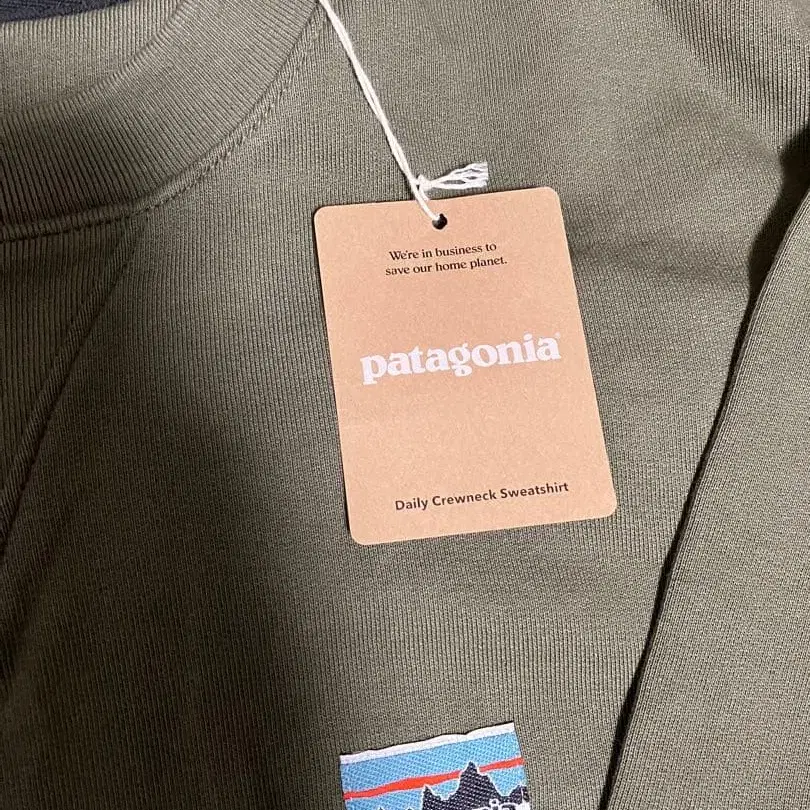 We're in business to
save our home planet.
patagonia®
Daily Crewneck Sweatshirt